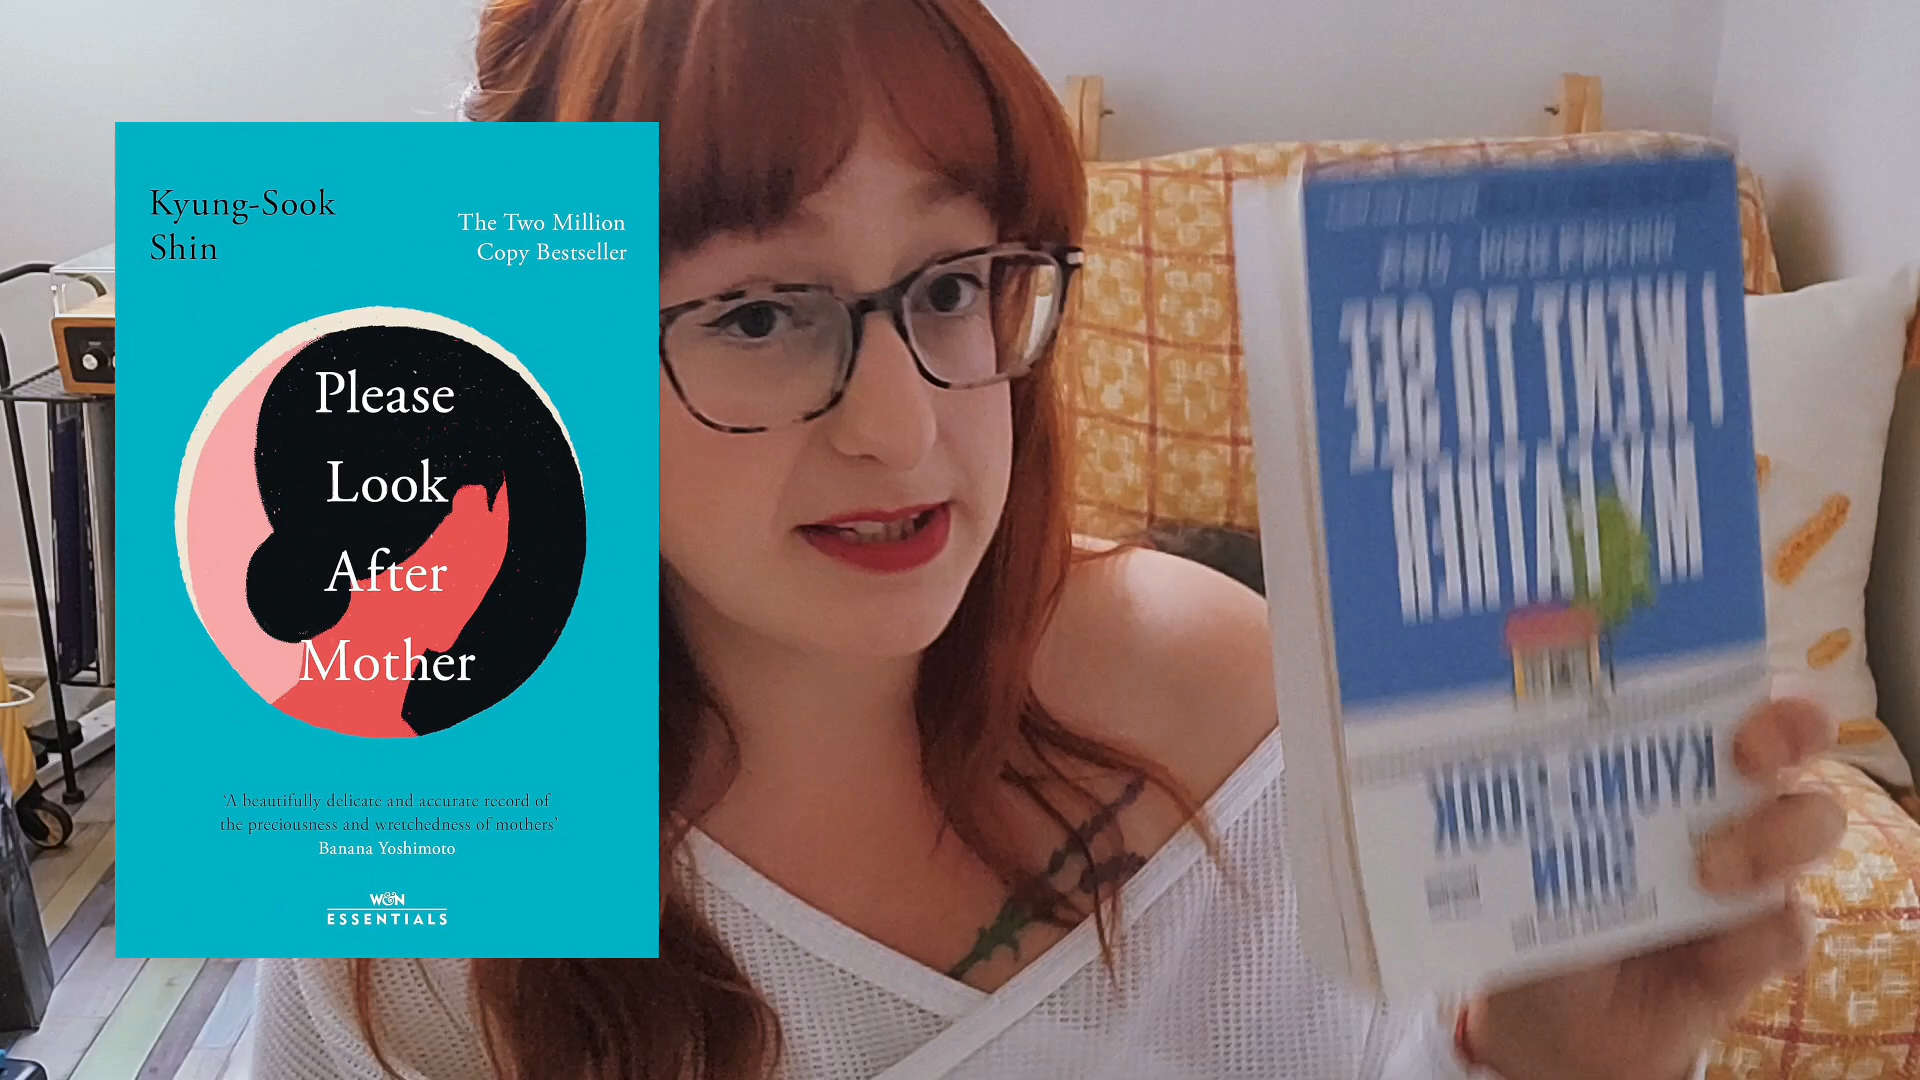 Kyung-Sook
Shin
The Two Million
Copy Bestseller
Please
Look
After
Mother
‘A beautifully delicate and accurate record of
the preciousness and wretchedness of mothers’
Banana Yoshimoto
W&N
ESSENTIALS
I WENT TO SEE
MY FATHER
KYUNG-SOOK
SHIN